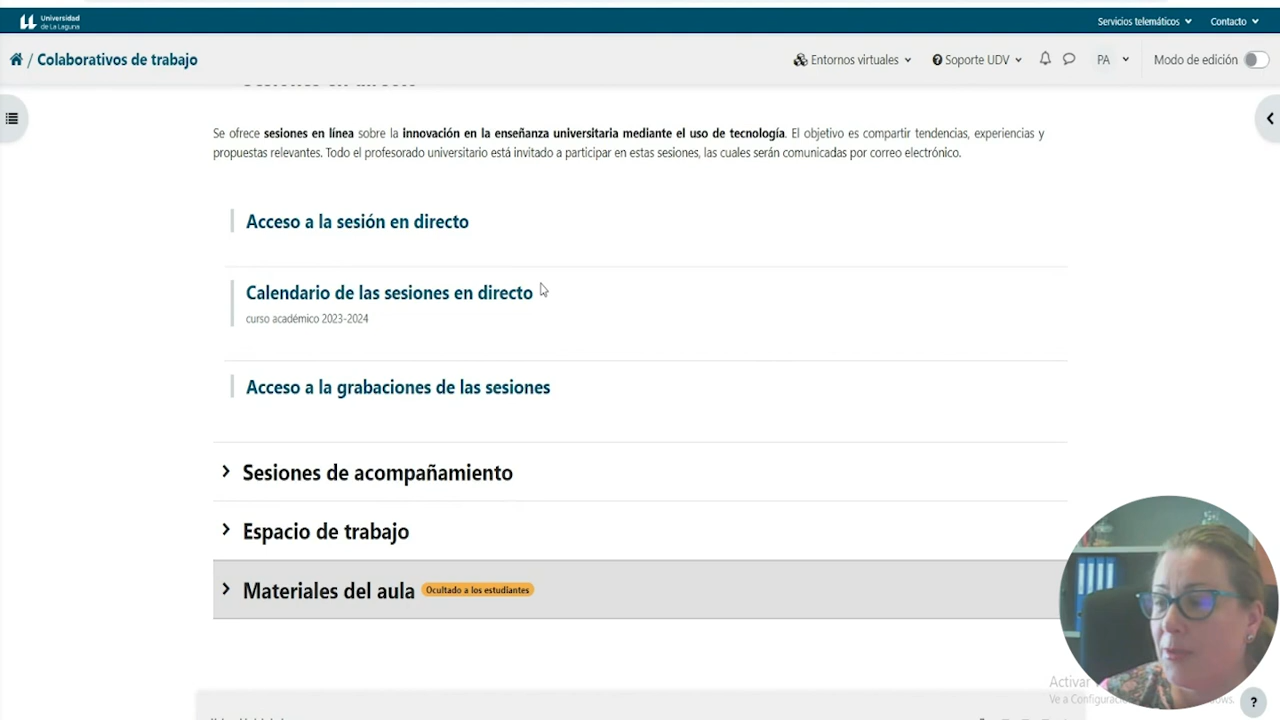 Universidad
de La Laguna
Servicios telemáticos
Contacto
/ Colaborativos de trabajo
Entornos virtuales
Soporte UDV
PA
Modo de edición
Sesiones en directo
Se ofrece sesiones en línea sobre la innovación en la enseñanza universitaria mediante el uso de tecnología. El objetivo es compartir tendencias, experiencias y
propuestas relevantes. Todo el profesorado universitario está invitado a participar en estas sesiones, las cuales serán comunicadas por correo electrónico.
Acceso a la sesión en directo
Calendario de las sesiones en directo
curso académico 2023-2024
Acceso a la grabaciones de las sesiones
Sesiones de acompañamiento
Espacio de trabajo
Materiales del aula Ocultado a los estudiantes
Activar
Ve a
?